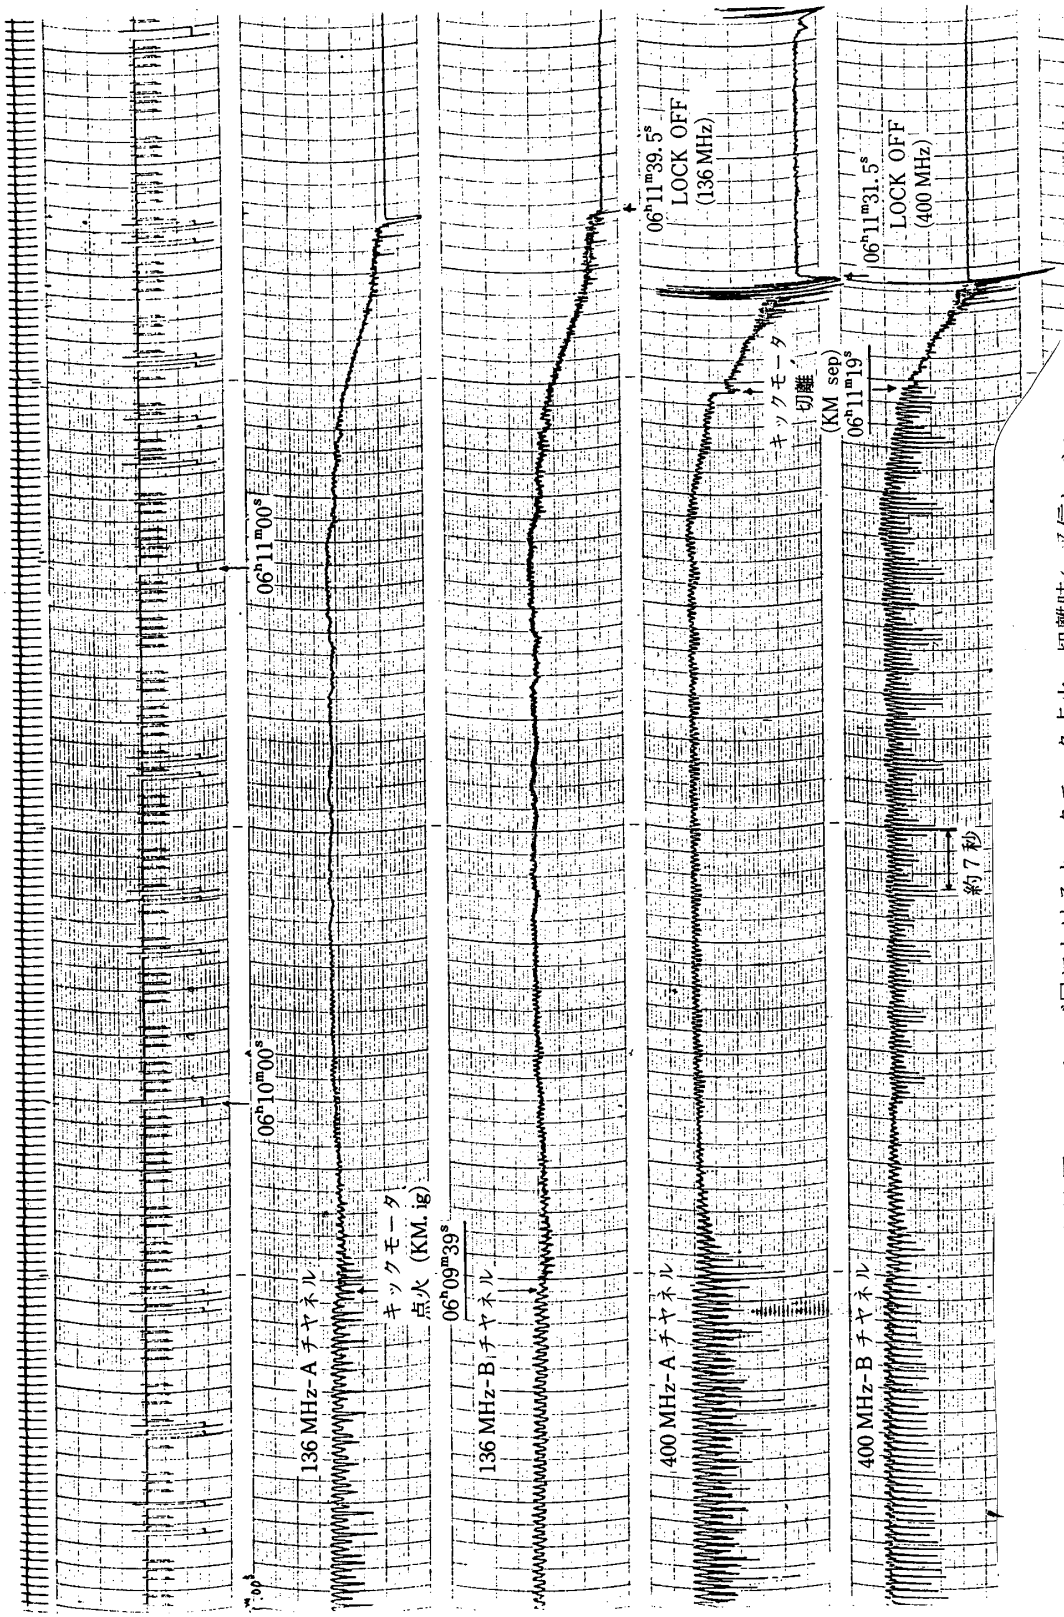 136 MHz-A チャネル
キックモータ
点火 (KM. ig)
06ʰ09ᵐ39ˢ
06ʰ10ᵐ00ˢ
06ʰ11ᵐ00ˢ
136 MHz-B チャネル
06ʰ11ᵐ39.5ˢ
LOCK OFF
(136 MHz)
400 MHz-A チャネル
キックモータ
切離
(KM sep)
06ʰ11ᵐ19ˢ
06ʰ11ᵐ31.5ˢ
LOCK OFF
(400 MHz)
400 MHz-B チャネル
約7秒